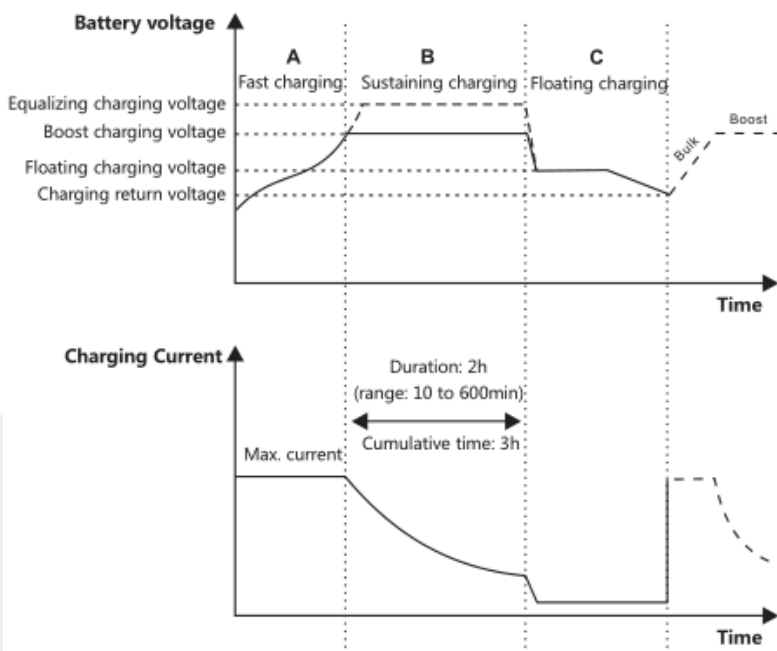 Battery voltage
A
B
C
Fast charging
Sustaining charging
Floating charging
Equalizing charging voltage
Boost charging voltage
Floating charging voltage
Charging return voltage
Bulk
Boost
Time
Charging Current
Duration: 2h
(range: 10 to 600min)
Cumulative time: 3h
Max. current
Time